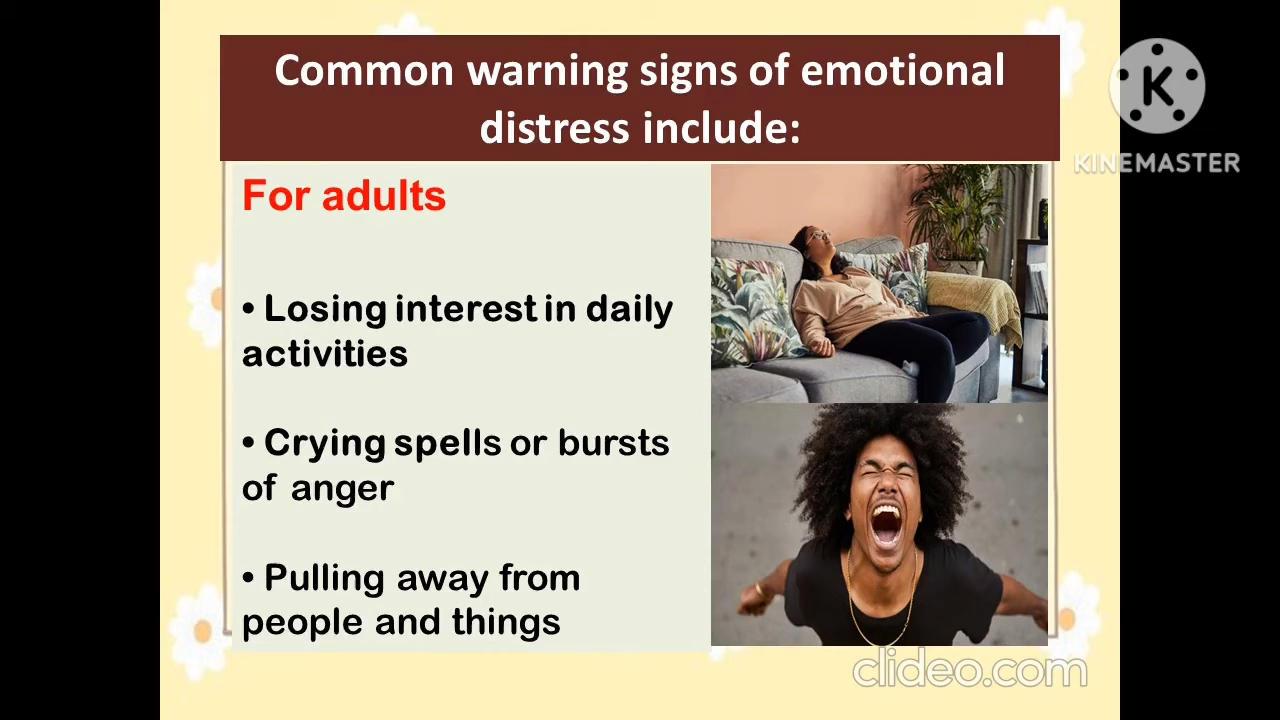 Common warning signs of emotional
distress include:
K
KINEMASTER
For adults
• Losing interest in daily
activities
• Crying spells or bursts
of anger
• Pulling away from
people and things
clideo.com